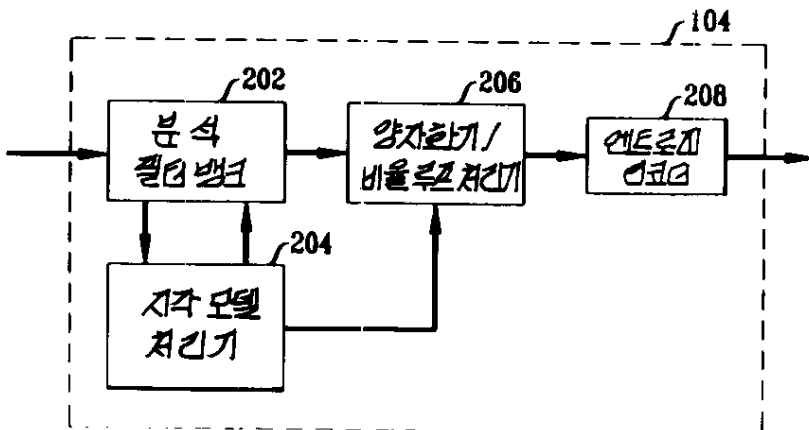 104
202
206
208
분석
필터 뱅크
양자화기/
비율 루프 처리기
엔트로피
인코더
204
지각 모델
처리기